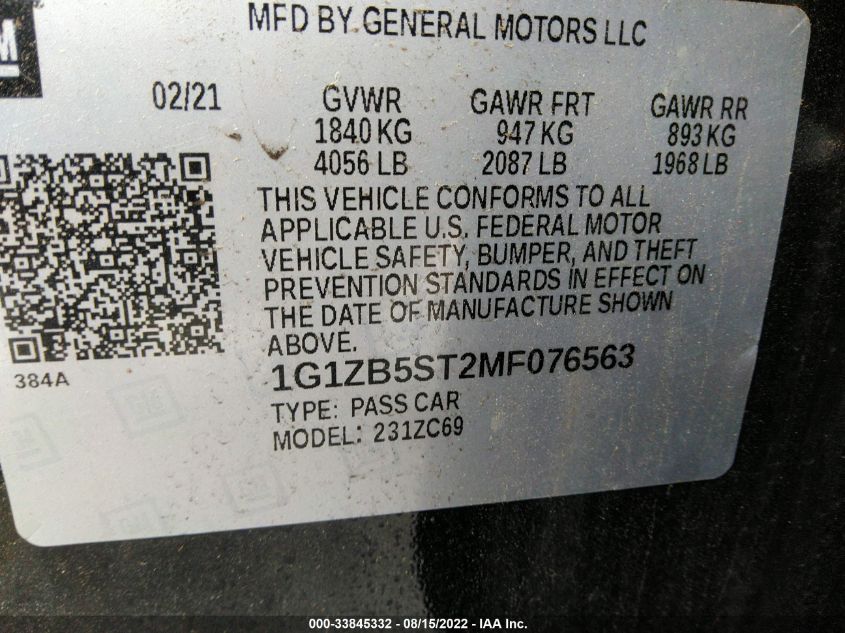 MFD BY GENERAL MOTORS LLC
02/21 GVWR GAWR FRT GAWR RR
1840 KG 947 KG 893 KG
4056 LB 2087 LB 1968 LB
THIS VEHICLE CONFORMS TO ALL
APPLICABLE U.S. FEDERAL MOTOR
VEHICLE SAFETY, BUMPER, AND THEFT
PREVENTION STANDARDS IN EFFECT ON
THE DATE OF MANUFACTURE SHOWN
ABOVE.
384A
1G1ZB5ST2MF076563
TYPE: PASS CAR
MODEL: 231ZC69
000-33845332 - 08/15/2022 - IAA Inc.